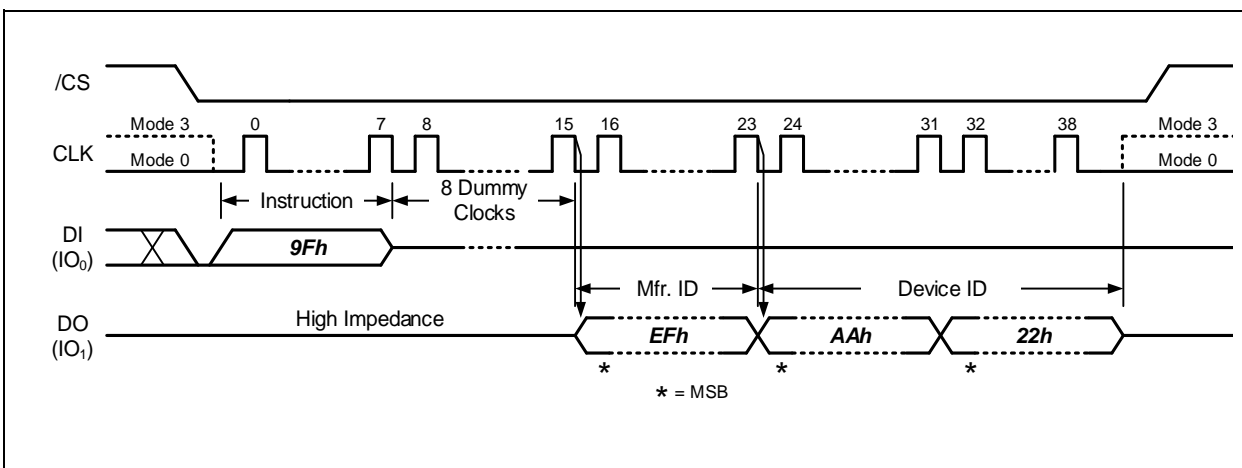 /CS
Mode 3 0 7 8 15 16 23 24 31 32 38 Mode 3
CLK
Mode 0 Mode 0
Instruction
8 Dummy
Clocks
DI
(IO0)
9Fh
Mfr. ID Device ID
DO
(IO1)
High Impedance
EFh AAh 22h
* * *
* = MSB